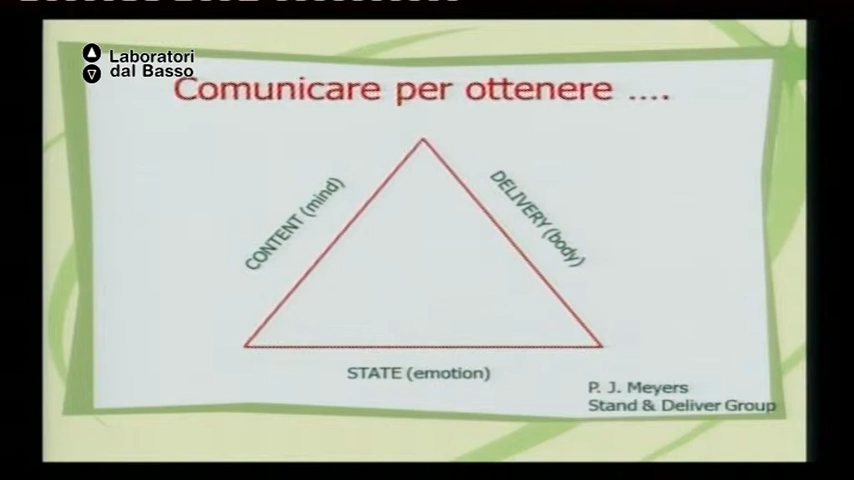 Laboratori
dal Basso
Comunicare per ottenere ....
CONTENT (mind)
DELIVERY (body)
STATE (emotion)
P. J. Meyers
Stand & Deliver Group